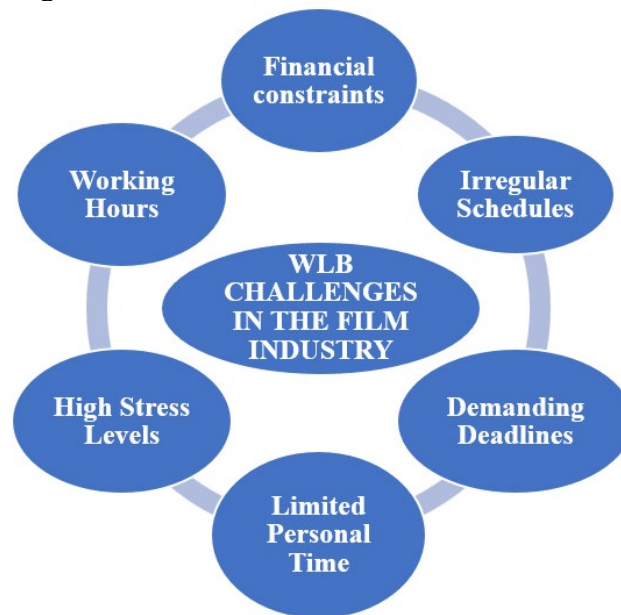 Financial
constraints
Irregular
Schedules
Demanding
Deadlines
Limited
Personal
Time
High Stress
Levels
Working
Hours
WLB
CHALLENGES
IN THE FILM
INDUSTRY